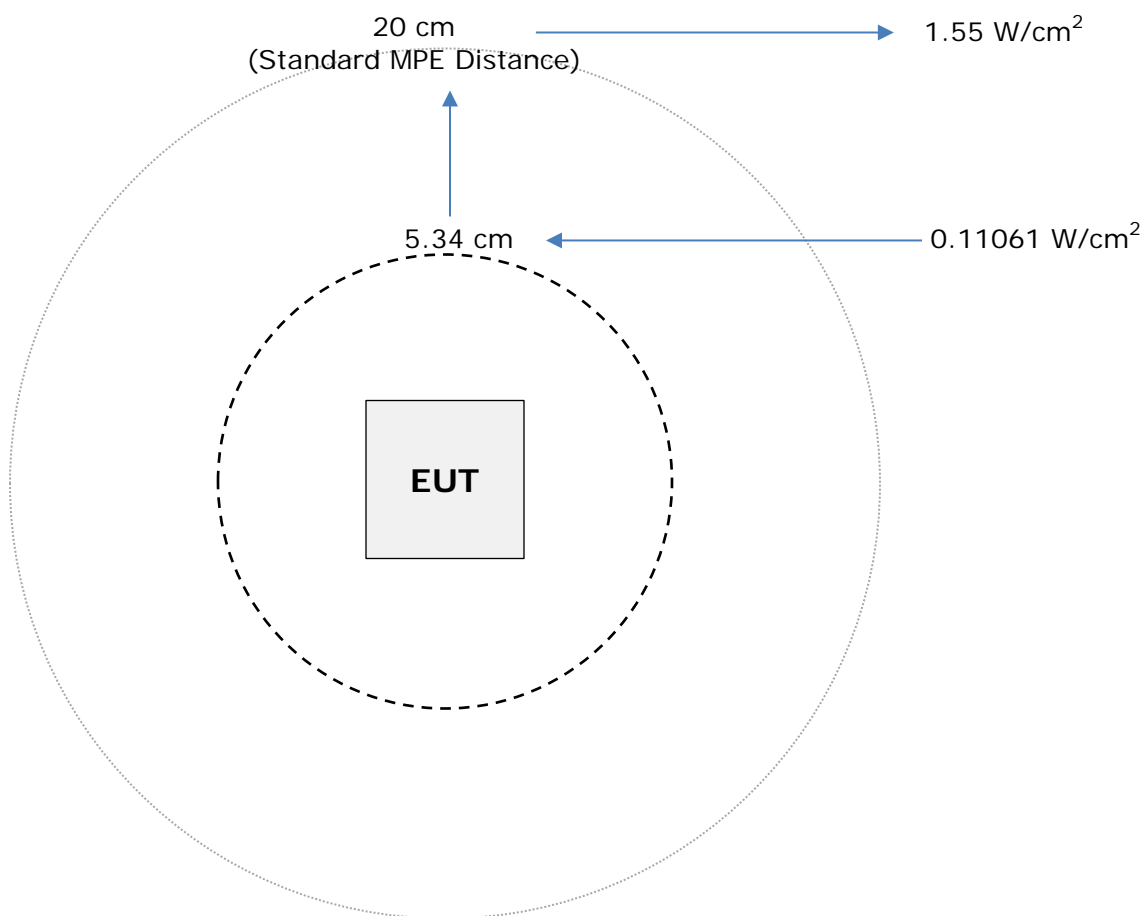 20 cm
(Standard MPE Distance)
1.55 W/cm²
5.34 cm
0.11061 W/cm²
EUT